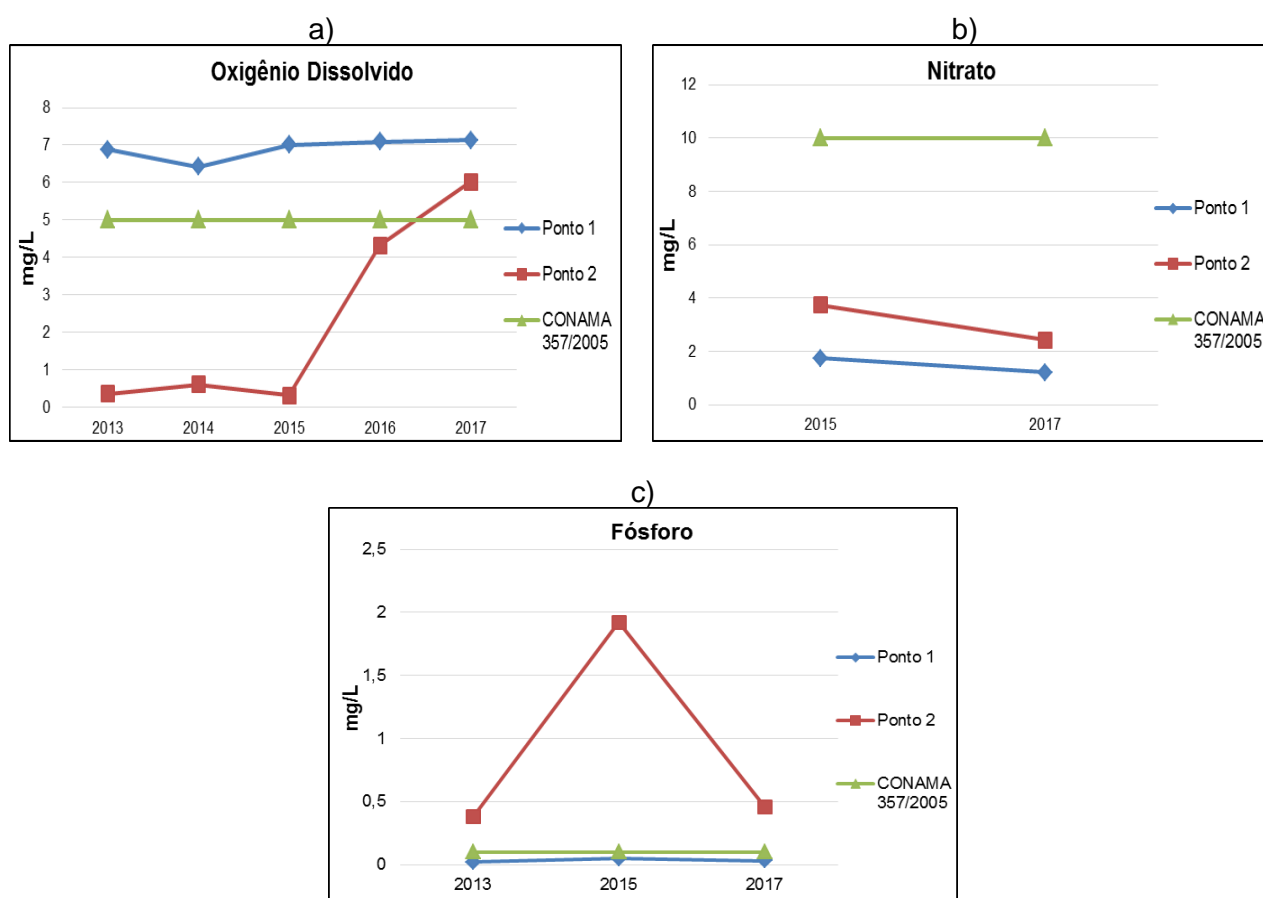 a)
Oxigênio Dissolvido
8
7
6
5
4
3
2
1
0
mg/L
2013 2014 2015 2016 2017
Ponto 1
Ponto 2
CONAMA
357/2005
b)
Nitrato
12
10
8
6
4
2
0
mg/L
2015 2017
Ponto 1
Ponto 2
CONAMA
357/2005
c)
Fósforo
2,5
2
1,5
1
0,5
0
mg/L
2013 2015 2017
Ponto 1
Ponto 2
CONAMA
357/2005